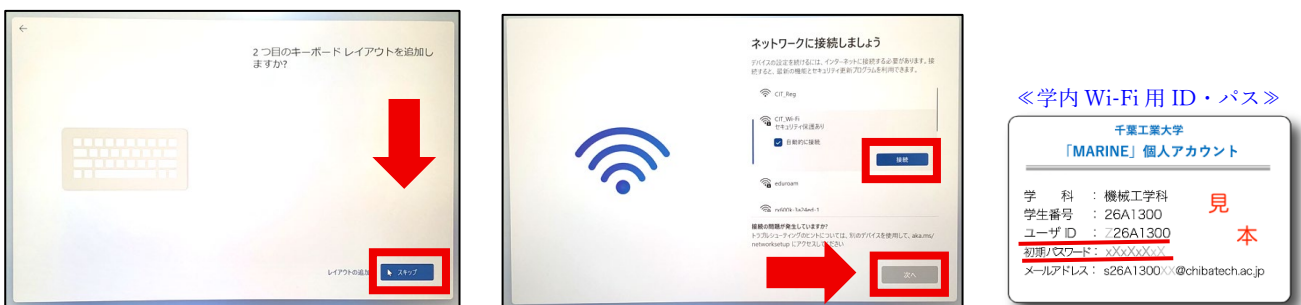 2 つ目のキーボード レイアウトを追加し
ますか?
レイアウトの追加
スキップ
ネットワークに接続しましょう
デバイスの設定を続けるには、インターネットに接続する必要があります。接
続すると、最新の機能とセキュリティ更新プログラムを利用できます。
CIT_Reg
CIT_Wi-Fi
セキュリティ保護あり
自動的に接続
接続
eduroam
接続の問題が発生していますか?
トラブルシューティングのヒントについては、別のデバイスを使用して、aka.ms/
networksetup にアクセスしてください
次へ
≪学内 Wi-Fi 用 ID・パス≫
千葉工業大学
「MARINE」個人アカウント
学 科 : 機械工学科
学生番号 : 26A1300
ユーザ ID : Z26A1300
初期パスワード : xXxXxXxX
メールアドレス : s26A1300XX@chibatech.ac.jp
見
本